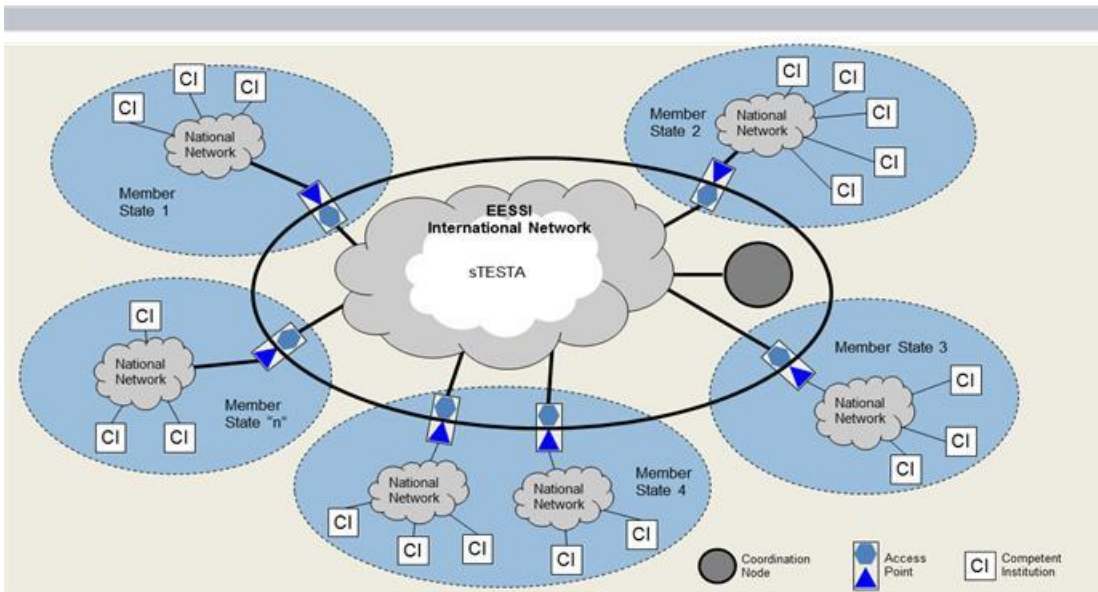 CI
CI
CI
National
Network
Member
State 1
Member
State 2
National
Network
CI
CI
CI
CI
CI
EESSI
International Network
sTESTA
CI
National
Network
CI
CI
Member
State "n"
Member State 3
National
Network
CI
CI
CI
National
Network
CI
CI
CI
National
Network
CI
CI
Member
State 4
Coordination
Node
Access
Point
CI
Competent
Institution